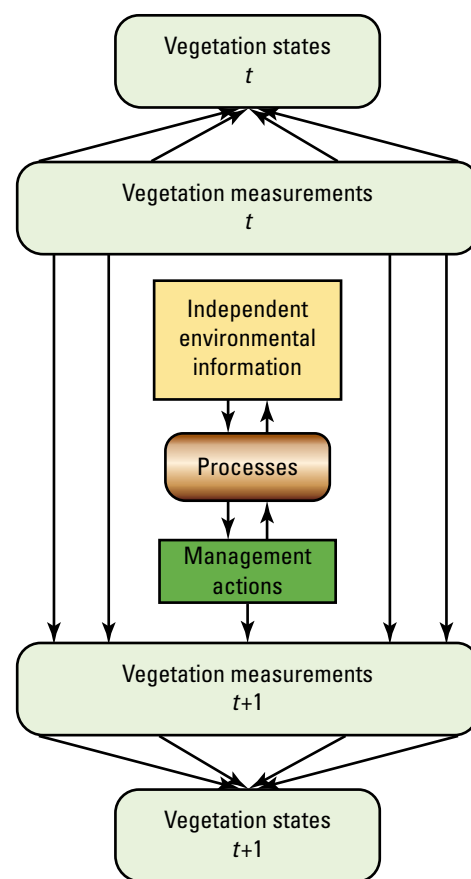 Vegetation states
t
Vegetation measurements
t
Independent
environmental
information
Processes
Management
actions
Vegetation measurements
t+1
Vegetation states
t+1